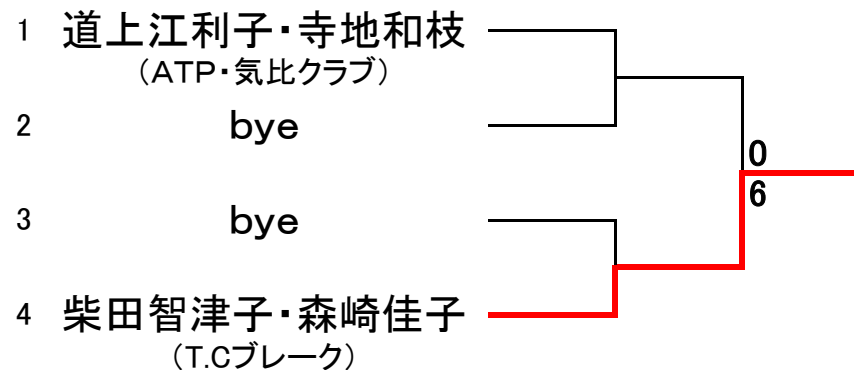 1 道上江利子・寺地和枝
(ATP・気比クラブ)
2 bye
0
6
3 bye
4 柴田智津子・森崎佳子
(T.Cブレーク)